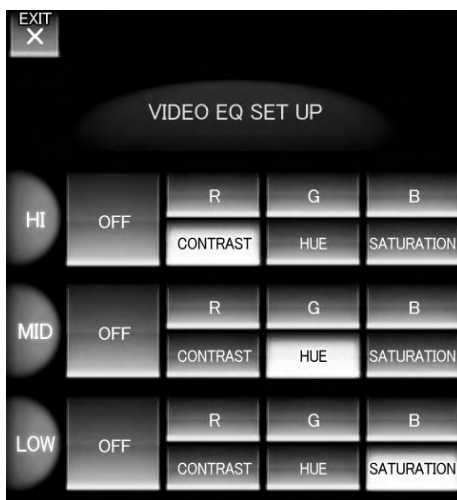 EXIT
×
VIDEO EQ SET UP
R G B
HI OFF
CONTRAST HUE SATURATION
R G B
MID OFF
CONTRAST HUE SATURATION
R G B
LOW OFF
CONTRAST HUE SATURATION